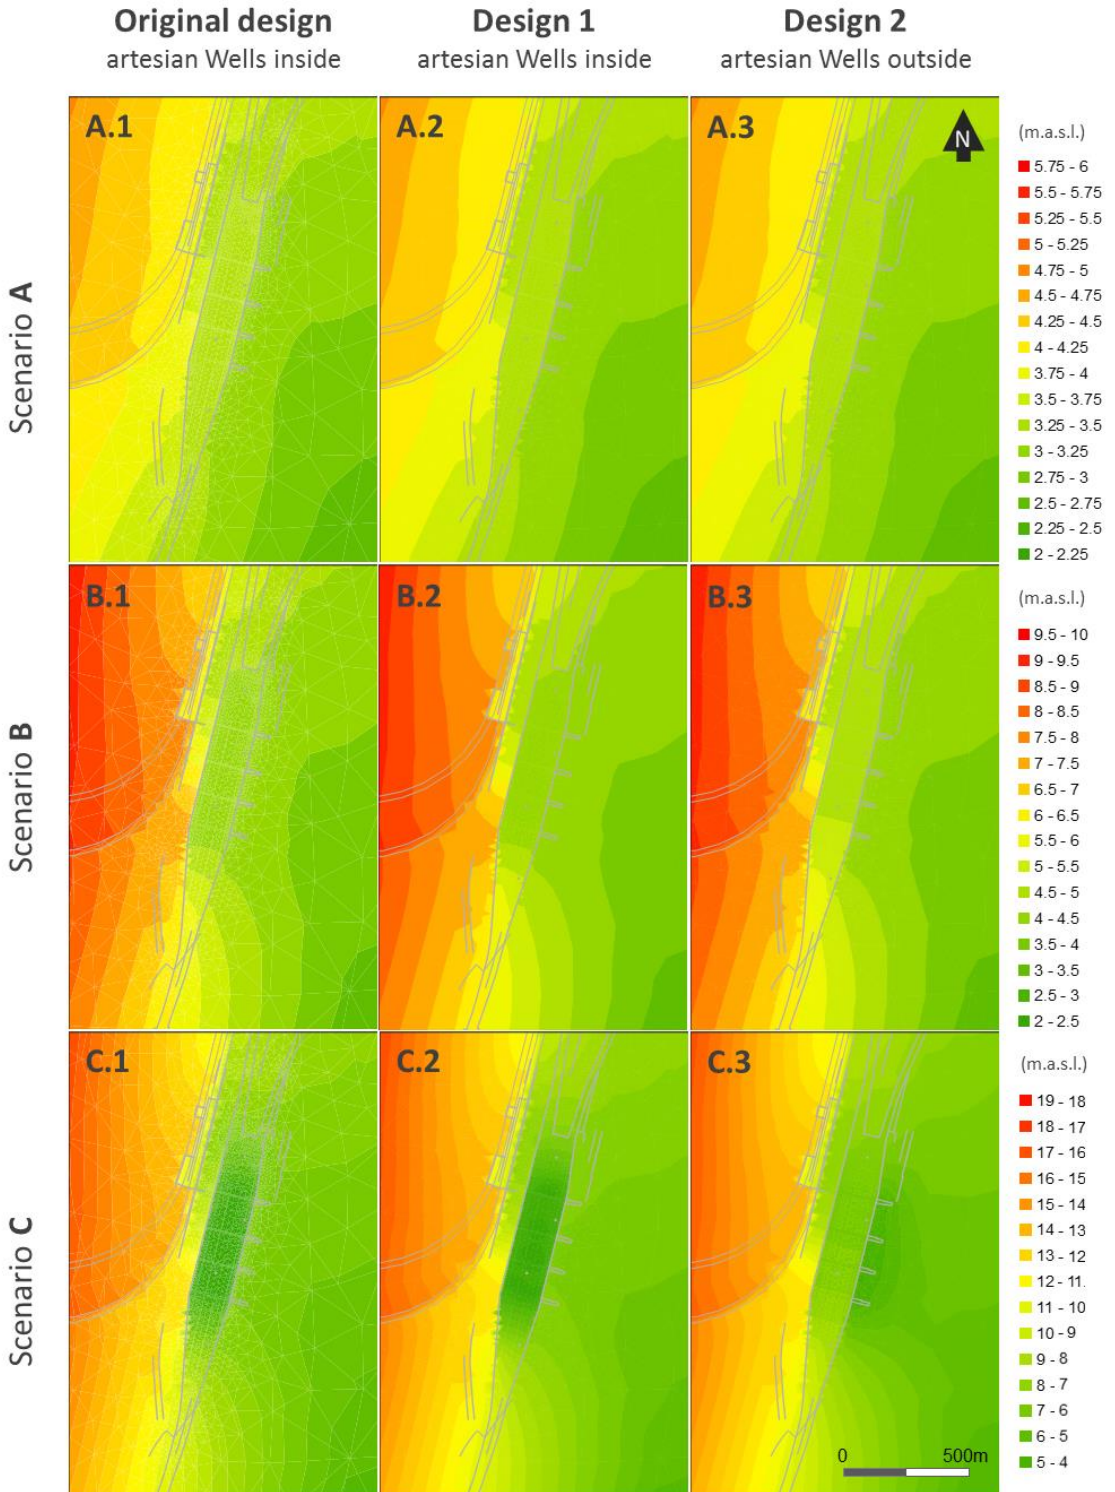 Original design
artesian Wells inside
Design 1
artesian Wells inside
Design 2
artesian Wells outside
Scenario A
A.1
A.2
A.3
N
(m.a.s.l.)
5.75 - 6
5.5 - 5.75
5.25 - 5.5
5 - 5.25
4.75 - 5
4.5 - 4.75
4.25 - 4.5
4 - 4.25
3.75 - 4
3.5 - 3.75
3.25 - 3.5
3 - 3.25
2.75 - 3
2.5 - 2.75
2.25 - 2.5
2 - 2.25
Scenario B
B.1
B.2
B.3
(m.a.s.l.)
9.5 - 10
9 - 9.5
8.5 - 9
8 - 8.5
7.5 - 8
7 - 7.5
6.5 - 7
6 - 6.5
5.5 - 6
5 - 5.5
4.5 - 5
4 - 4.5
3.5 - 4
3 - 3.5
2.5 - 3
2 - 2.5
Scenario C
C.1
C.2
C.3
(m.a.s.l.)
19 - 18
18 - 17
17 - 16
16 - 15
15 - 14
14 - 13
13 - 12
12 - 11.
11 - 10
10 - 9
9 - 8
8 - 7
7 - 6
6 - 5
5 - 4
0 500m